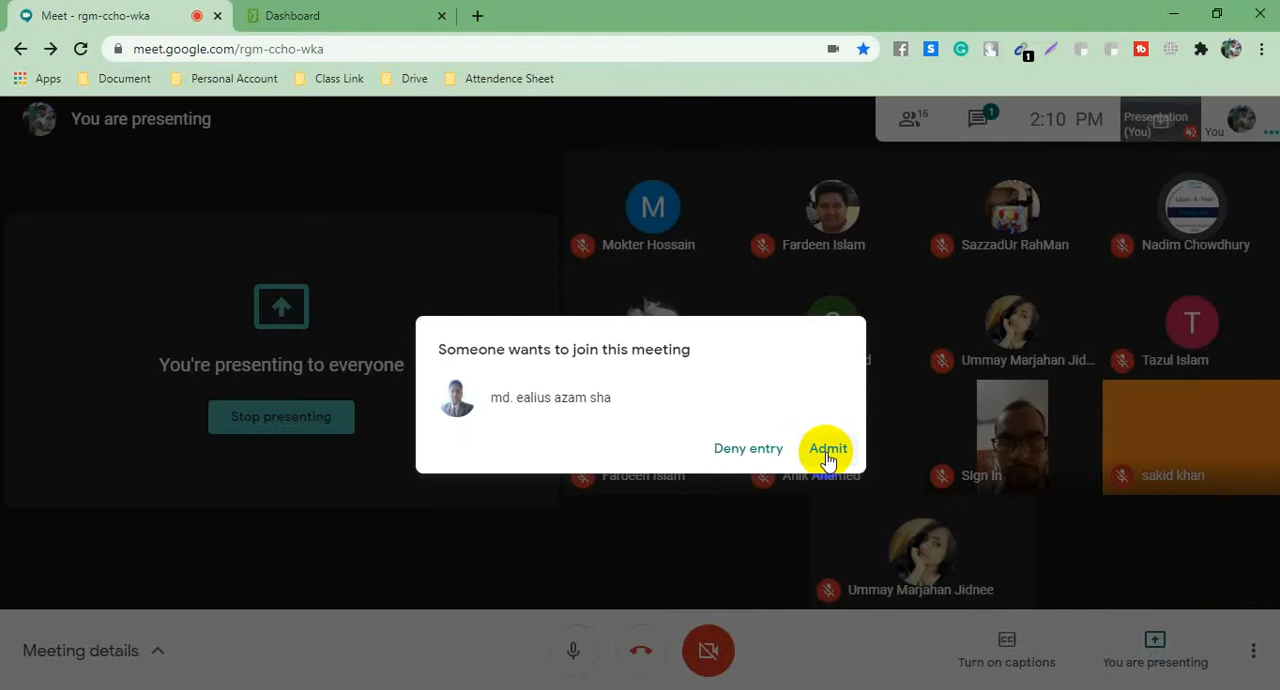 Meet - rgm-ccho-wka
Dashboard
meet.google.com/rgm-ccho-wka
1
Apps
Document
Personal Account
Class Link
Drive
Attendence Sheet
You are presenting
16
1
2:10 PM
Presentation
(You)
You
M
Mokter Hossain
Fardeen Islam
SazzadUr RahMan
Nadim Chowdhury
You're presenting to everyone
Stop presenting
Someone wants to join this meeting
md. ealius azam sha
Deny entry
Admit
Ummay Marjahan Jid...
T
Tazul Islam
Fardeen Islam
Anik Ahamed
Sign In
sakid khan
Ummay Marjahan Jidnee
Meeting details
CC
Turn on captions
You are presenting